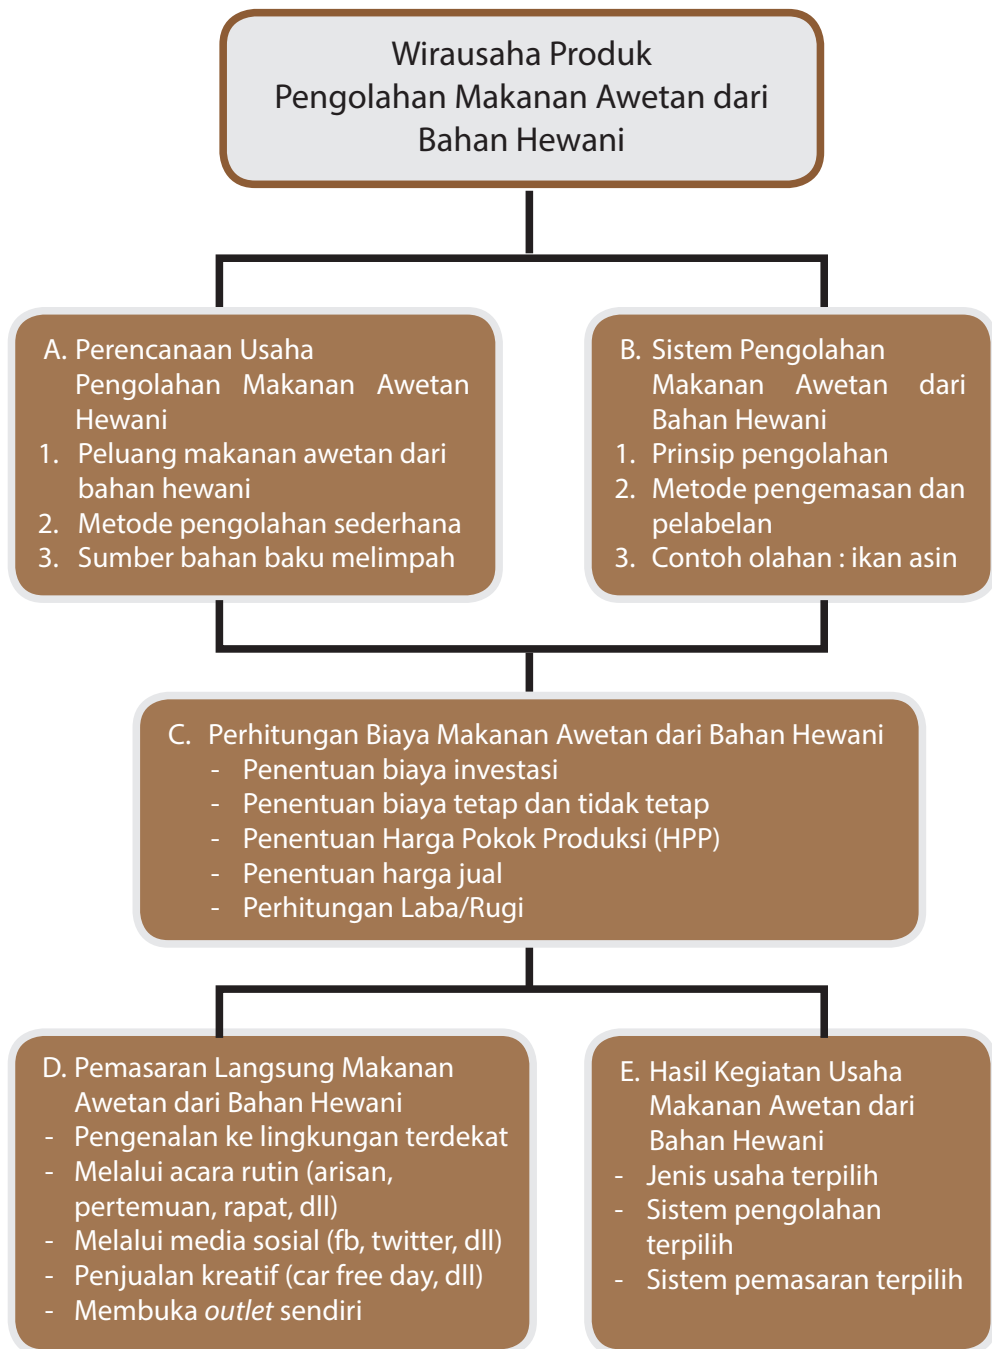 Wirausaha Produk
Pengolahan Makanan Awetan dari
Bahan Hewani
A. Perencanaan Usaha
Pengolahan Makanan Awetan
Hewani
1. Peluang makanan awetan dari
bahan hewani
2. Metode pengolahan sederhana
3. Sumber bahan baku melimpah
B. Sistem Pengolahan
Makanan Awetan dari
Bahan Hewani
1. Prinsip pengolahan
2. Metode pengemasan dan
pelabelan
3. Contoh olahan : ikan asin
C. Perhitungan Biaya Makanan Awetan dari Bahan Hewani
- Penentuan biaya investasi
- Penentuan biaya tetap dan tidak tetap
- Penentuan Harga Pokok Produksi (HPP)
- Penentuan harga jual
- Perhitungan Laba/Rugi
D. Pemasaran Langsung Makanan
Awetan dari Bahan Hewani
- Pengenalan ke lingkungan terdekat
- Melalui acara rutin (arisan,
pertemuan, rapat, dll)
- Melalui media sosial (fb, twitter, dll)
- Penjualan kreatif (car free day, dll)
- Membuka outlet sendiri
E. Hasil Kegiatan Usaha
Makanan Awetan dari
Bahan Hewani
- Jenis usaha terpilih
- Sistem pengolahan
terpilih
- Sistem pemasaran terpilih